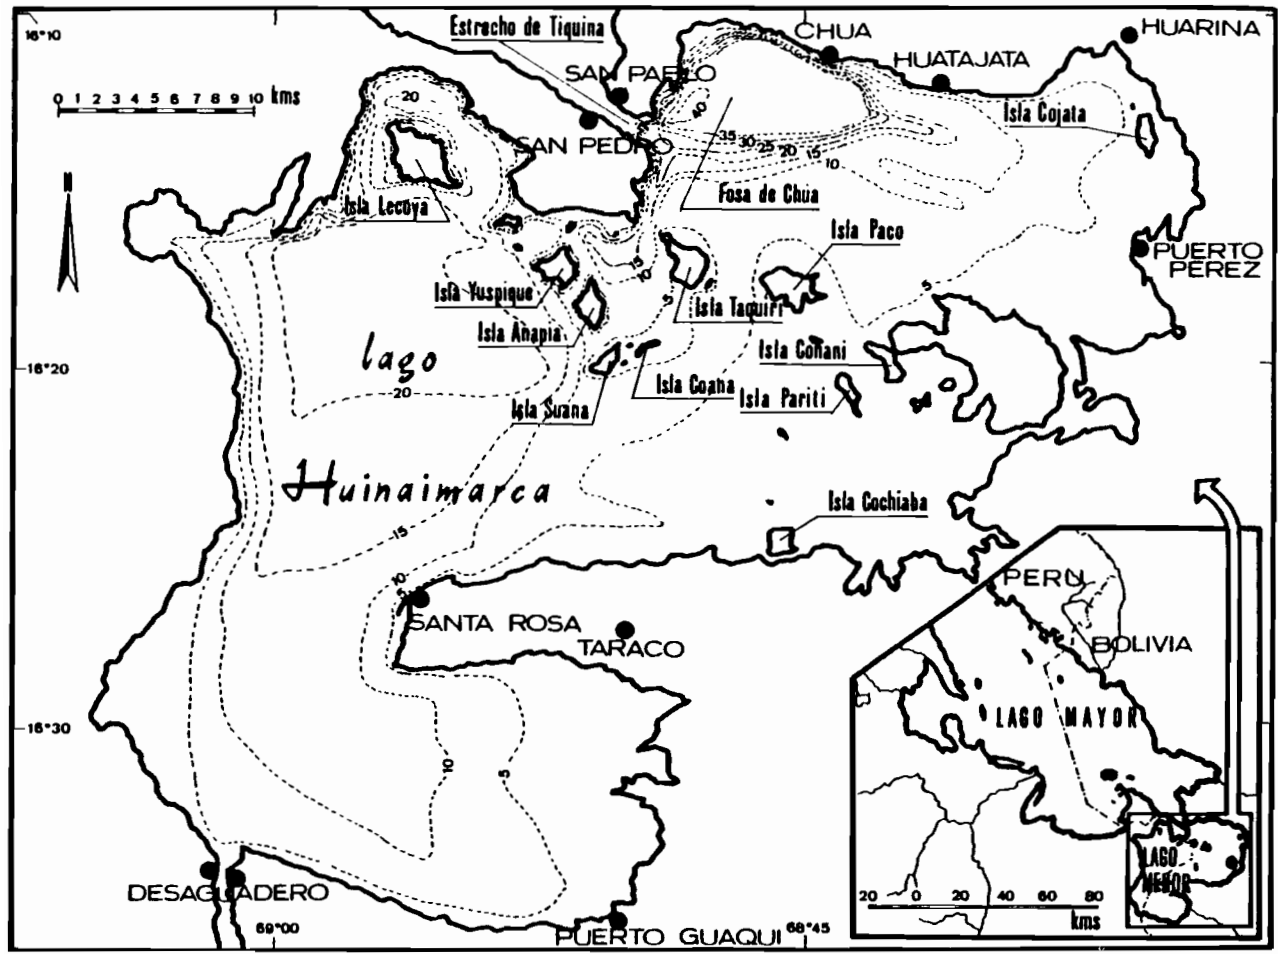 16°10
Estrecho de Tiquina
CHUA
HUARINA
SAN PABLO
HUATAJATA
0 1 2 3 4 5 6 7 8 9 10 kms
20
40
Isla Cojata
SAN PEDRO
35 30 25 20 15 10
N
Isla Lecoya
Fosa de Chua
Isla Paco
PUERTO
PEREZ
15
10
5
5
Isla Yuspique
Isla Taquiri
Isla Anapia
Isla Conani
lago
16°20
20
Isla Suana
Isla Coana
Isla Pariti
Huinaimarca
Isla Cochiaba
15
10
5
SANTA ROSA
TARACO
PERU
BOLIVIA
LAGO MAYOR
16°30
10
5
LAGO
MENOR
DESAGUADERO
20 0 20 40 60 80
kms
69°00
PUERTO GUAQUI
68°45